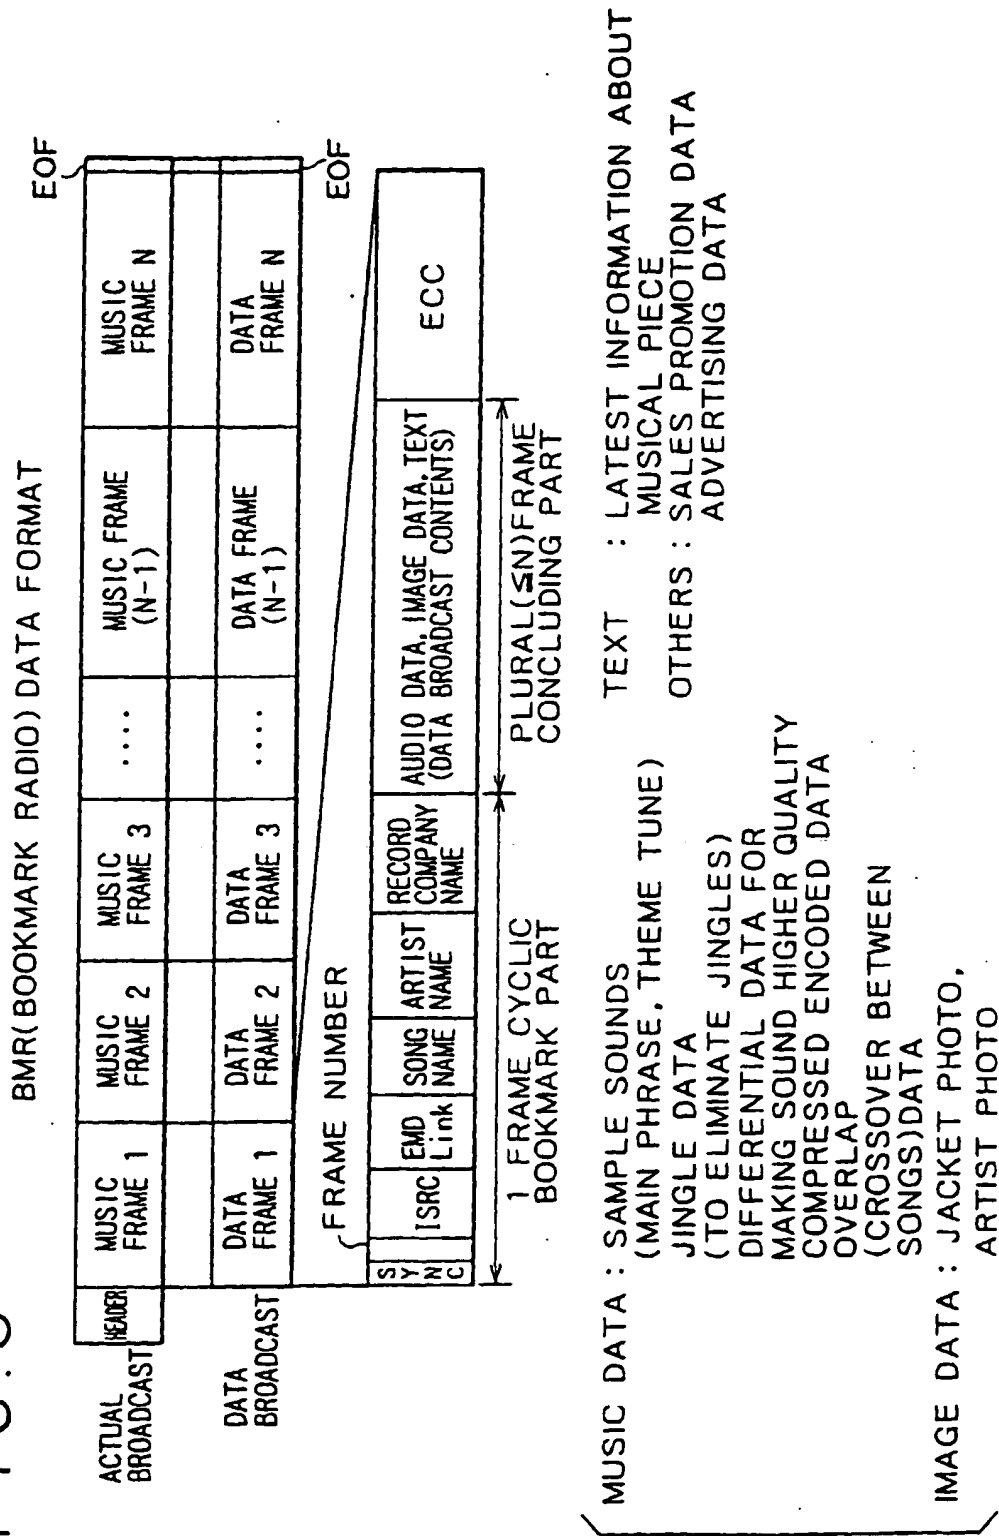 BMR(BOOKMARK RADIO) DATA FORMAT
EOF
ACTUAL
BROADCAST
HEADER
MUSIC
FRAME 1
MUSIC
FRAME 2
MUSIC
FRAME 3
....
MUSIC FRAME
(N-1)
MUSIC
FRAME N
DATA
BROADCAST
DATA
FRAME 1
DATA
FRAME 2
DATA
FRAME 3
....
DATA FRAME
(N-1)
DATA
FRAME N
EOF
FRAME NUMBER
SYNC
ISRC
EMD
Link
SONG
NAME
ARTIST
NAME
RECORD
COMPANY
NAME
AUDIO DATA, IMAGE DATA, TEXT
(DATA BROADCAST CONTENTS)
ECC
1 FRAME CYCLIC
BOOKMARK PART
PLURAL(≤N)FRAME
CONCLUDING PART
MUSIC DATA : SAMPLE SOUNDS
(MAIN PHRASE, THEME TUNE)
JINGLE DATA
(TO ELIMINATE JINGLES)
DIFFERENTIAL DATA FOR
MAKING SOUND HIGHER QUALITY
COMPRESSED ENCODED DATA
OVERLAP
(CROSSOVER BETWEEN
SONGS)DATA
IMAGE DATA : JACKET PHOTO,
ARTIST PHOTO
TEXT : LATEST INFORMATION ABOUT
MUSICAL PIECE
OTHERS : SALES PROMOTION DATA
ADVERTISING DATA